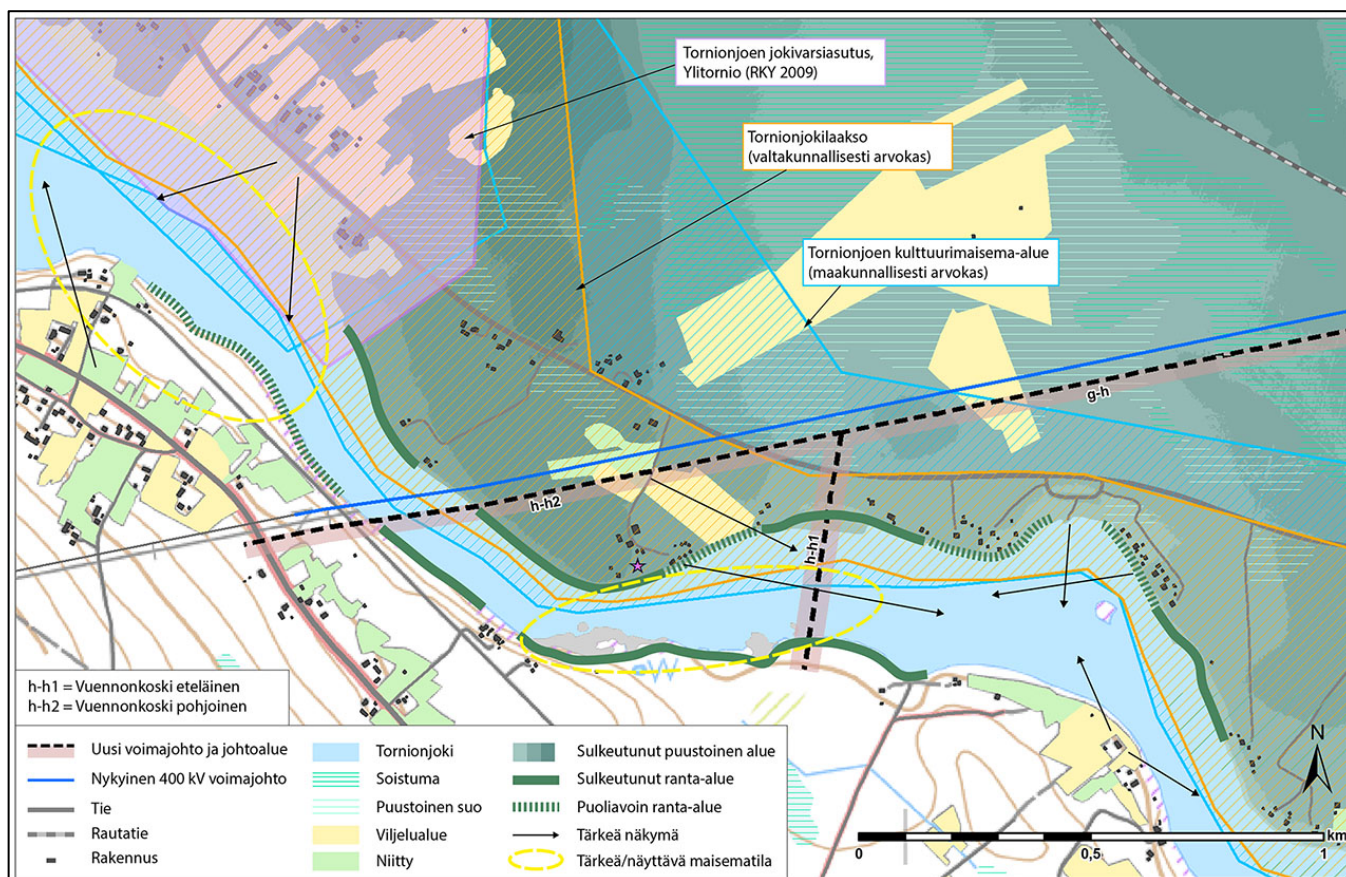 Tornionjoen jokivarsiasutus,
Ylitornio (RKY 2009)
Tornionjokilaakso
(valtakunnallisesti arvokas)
Tornionjoen kulttuurimaisema-alue
(maakunnallisesti arvokas)
g-h
h-h2
h-h1
h-h1 = Vuennonkoski eteläinen
h-h2 = Vuennonkoski pohjoinen
Uusi voimajohto ja johtoalue
Nykyinen 400 kV voimajohto
Tie
Rautatie
Rakennus
Tornionjoki
Soistuma
Puustoinen suo
Viljelualue
Niitty
Sulkeutunut puustoinen alue
Sulkeutunut ranta-alue
Puoliavoin ranta-alue
Tärkeä näkymä
Tärkeä/näyttävä maisematila
N
km
0
0,5
1